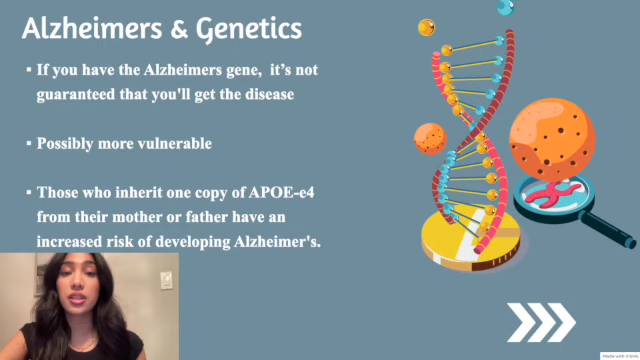 Alzheimers & Genetics
▪ If you have the Alzheimers gene, it's not
guaranteed that you'll get the disease
▪ Possibly more vulnerable
▪ Those who inherit one copy of APOE-e4
from their mother or father have an
increased risk of developing Alzheimer's.